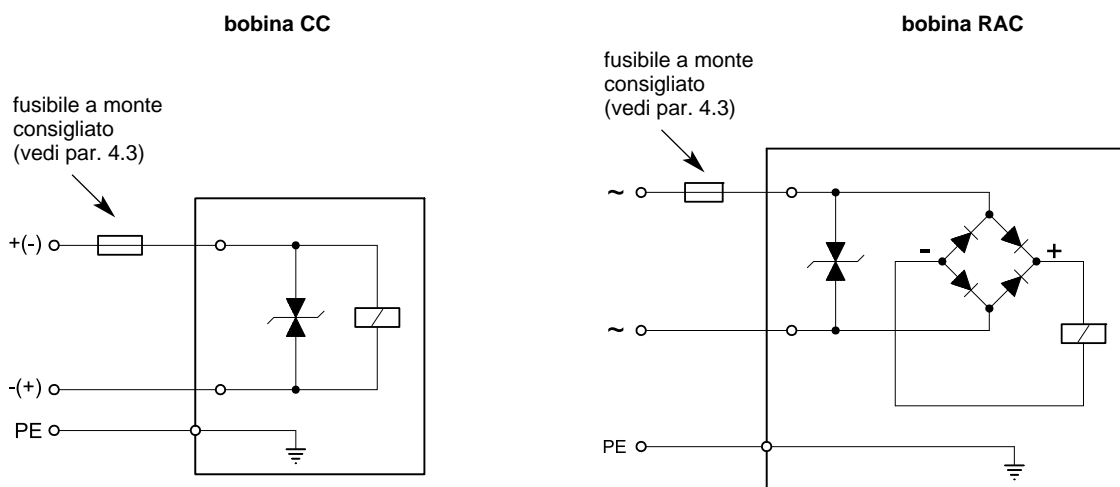 bobina CC
fusibile a monte
consigliato
(vedi par. 4.3)
+(-)
-(+)
PE
bobina RAC
fusibile a monte
consigliato
(vedi par. 4.3)
~
-
+
~
PE